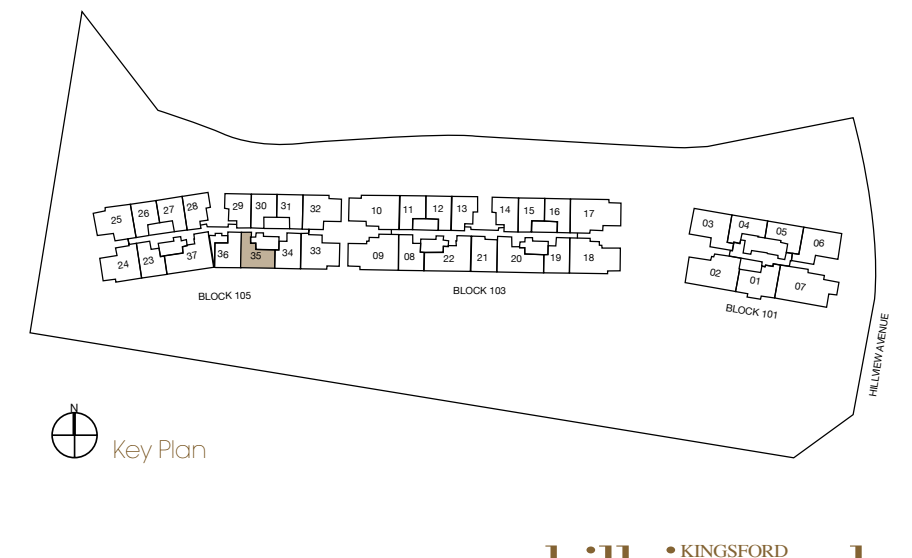 25 26 27 28 29 30 31 32 10 11 12 13 14 15 16 17 03 04 05 06
24 23 37 36 35 34 33 09 08 22 21 20 19 18 02 01 07
BLOCK 105
BLOCK 103
BLOCK 101
HILLVIEW AVENUE
N
Key Plan
KINGSFORD